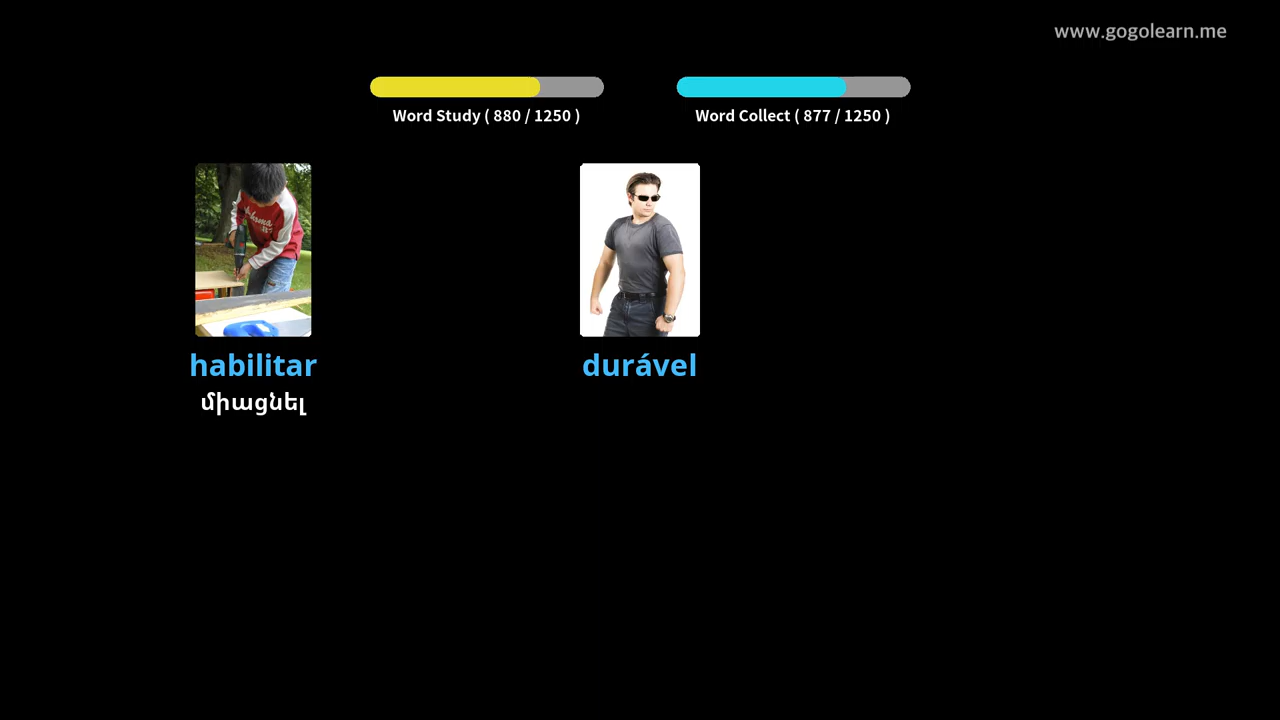 www.gogolearn.me
Word Study ( 880 / 1250 )
Word Collect ( 877 / 1250 )
habilitar
միացնել
durável